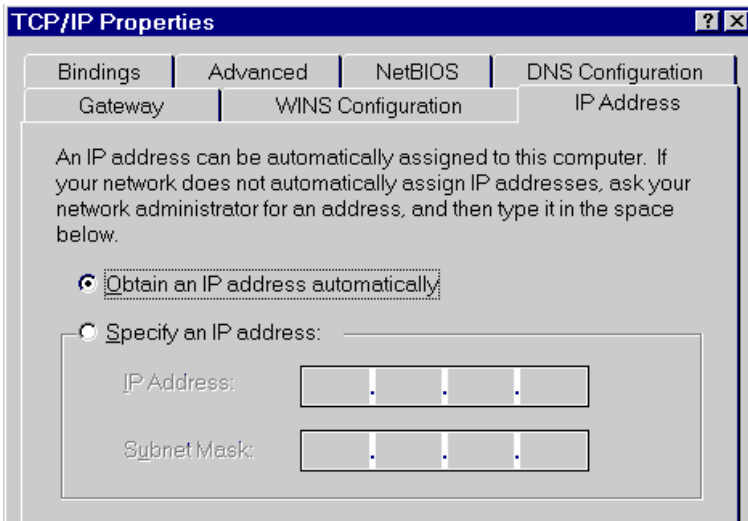 TCP/IP Properties
Bindings Advanced NetBIOS DNS Configuration
Gateway WINS Configuration IP Address
An IP address can be automatically assigned to this computer. If
your network does not automatically assign IP addresses, ask your
network administrator for an address, and then type it in the space
below.
Obtain an IP address automatically
Specify an IP address:
IP Address:
Subnet Mask: